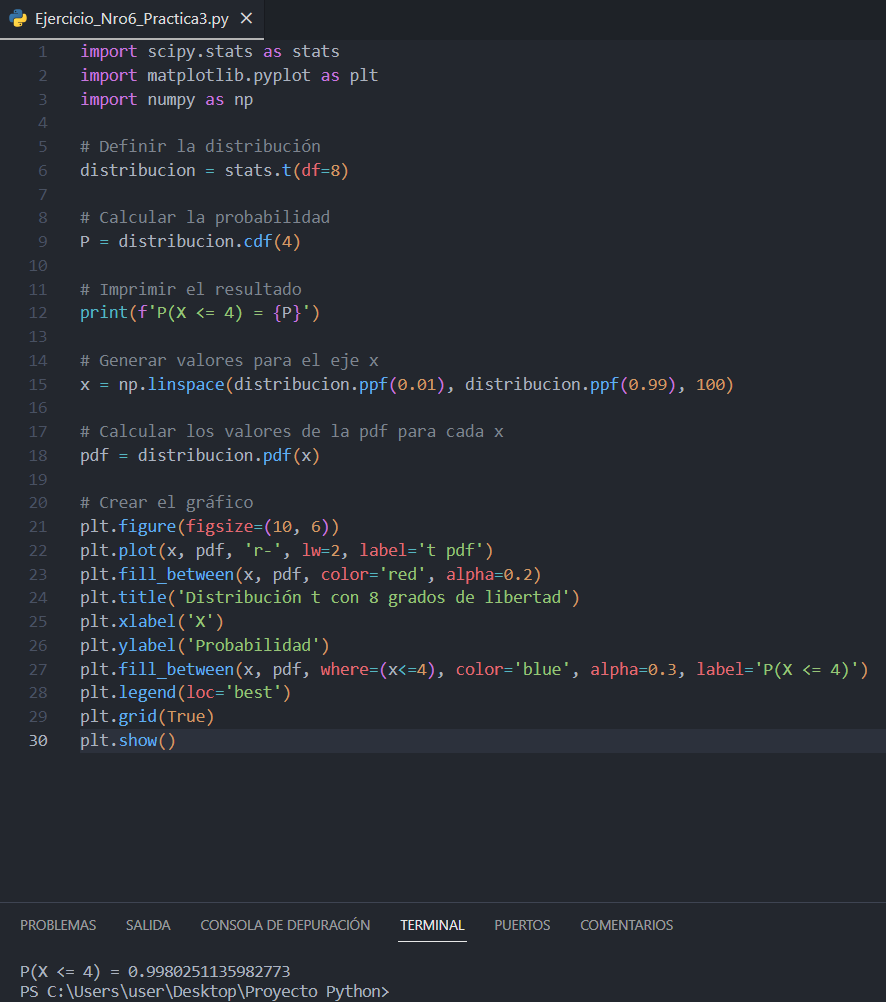 Ejercicio_Nro6_Practica3.py ×
1 import scipy.stats as stats
2 import matplotlib.pyplot as plt
3 import numpy as np
4
5 # Definir la distribución
6 distribucion = stats.t(df=8)
7
8 # Calcular la probabilidad
9 P = distribucion.cdf(4)
10
11 # Imprimir el resultado
12 print(f'P(X <= 4) = {P}')
13
14 # Generar valores para el eje x
15 x = np.linspace(distribucion.ppf(0.01), distribucion.ppf(0.99), 100)
16
17 # Calcular los valores de la pdf para cada x
18 pdf = distribucion.pdf(x)
19
20 # Crear el gráfico
21 plt.figure(figsize=(10, 6))
22 plt.plot(x, pdf, 'r-', lw=2, label='t pdf')
23 plt.fill_between(x, pdf, color='red', alpha=0.2)
24 plt.title('Distribución t con 8 grados de libertad')
25 plt.xlabel('X')
26 plt.ylabel('Probabilidad')
27 plt.fill_between(x, pdf, where=(x<=4), color='blue', alpha=0.3, label='P(X <= 4)')
28 plt.legend(loc='best')
29 plt.grid(True)
30 plt.show()
PROBLEMAS SALIDA CONSOLA DE DEPURACIÓN TERMINAL PUERTOS COMENTARIOS
P(X <= 4) = 0.9980251135982773
PS C:\Users\user\Desktop\Proyecto Python>